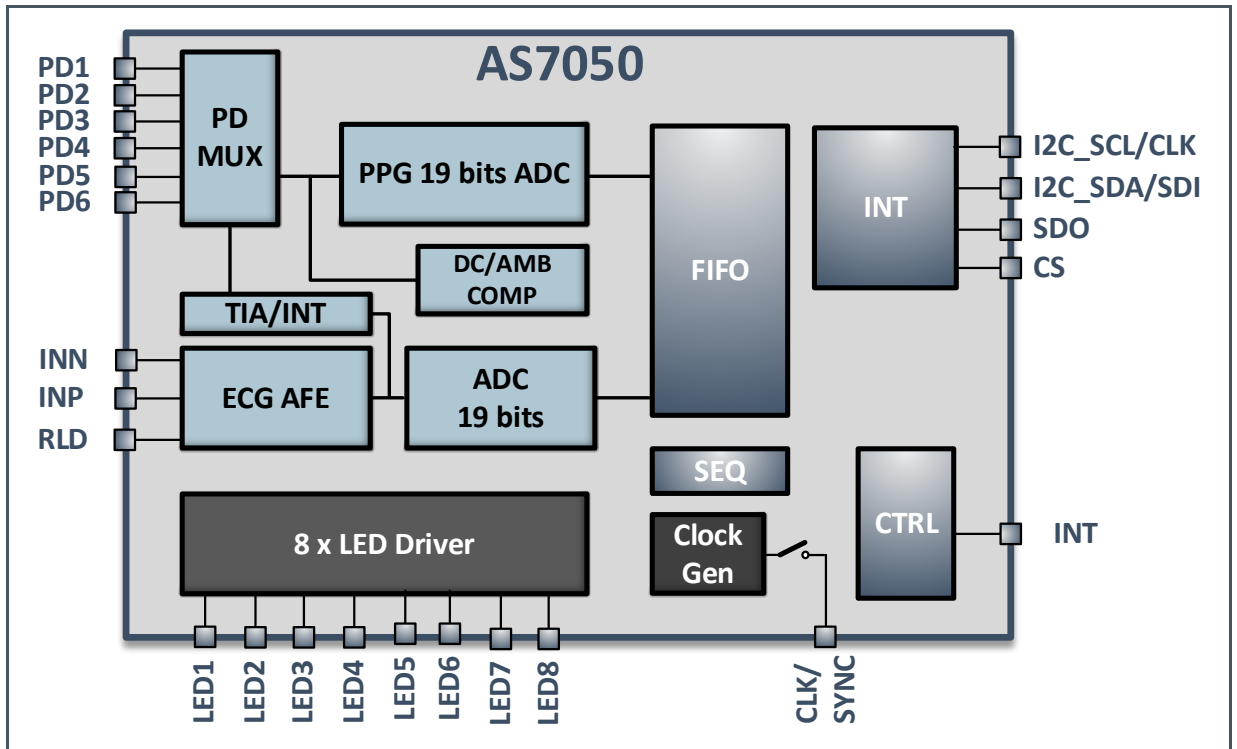 AS7050
PD1
PD2
PD3
PD4
PD5
PD6
PD
MUX
PPG 19 bits ADC
DC/AMB
COMP
TIA/INT
INN
INP
RLD
ECG AFE
ADC
19 bits
FIFO
INT
I2C_SCL/CLK
I2C_SDA/SDI
SDO
CS
SEQ
Clock
Gen
CTRL
INT
8 x LED Driver
LED1
LED2
LED3
LED4
LED5
LED6
LED7
LED8
CLK/
SYNC